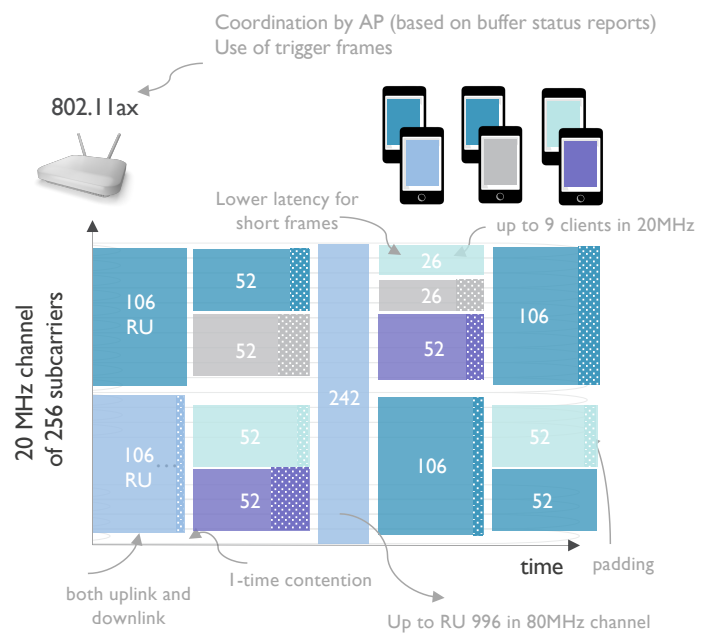 Coordination by AP (based on buffer status reports)
Use of trigger frames
802.11ax
Lower latency for
short frames
up to 9 clients in 20MHz
20 MHz channel
of 256 subcarriers
106
RU
52
52
242
26
26
52
106
106
RU
52
52
106
52
52
time
padding
both uplink and
downlink
1-time contention
Up to RU 996 in 80MHz channel